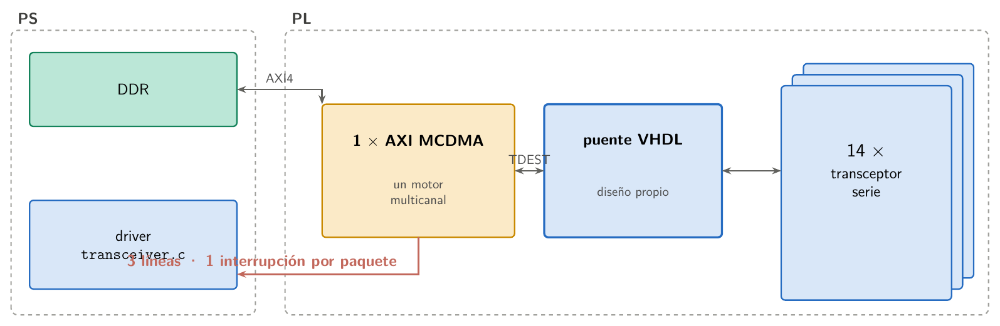 PS
PL
DDR
AXI4
1 × AXI MCDMA
un motor
multicanal
TDEST
puente VHDL
diseño propio
14 ×
transceptor
serie
driver
transceiver.c
3 líneas · 1 interrupción por paquete